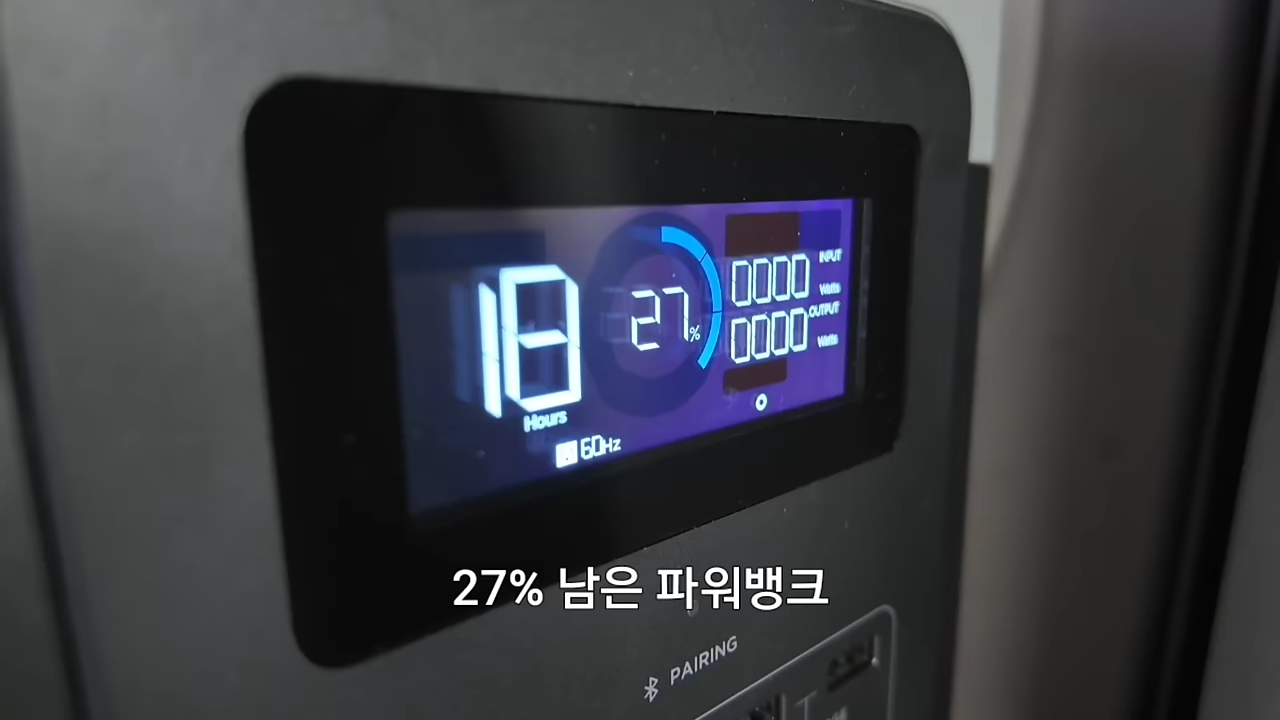 18
Hours
27%
0000 INPUT
Watts
0000 OUTPUT
Watts
60Hz
27% 남은 파워뱅크
PAIRING